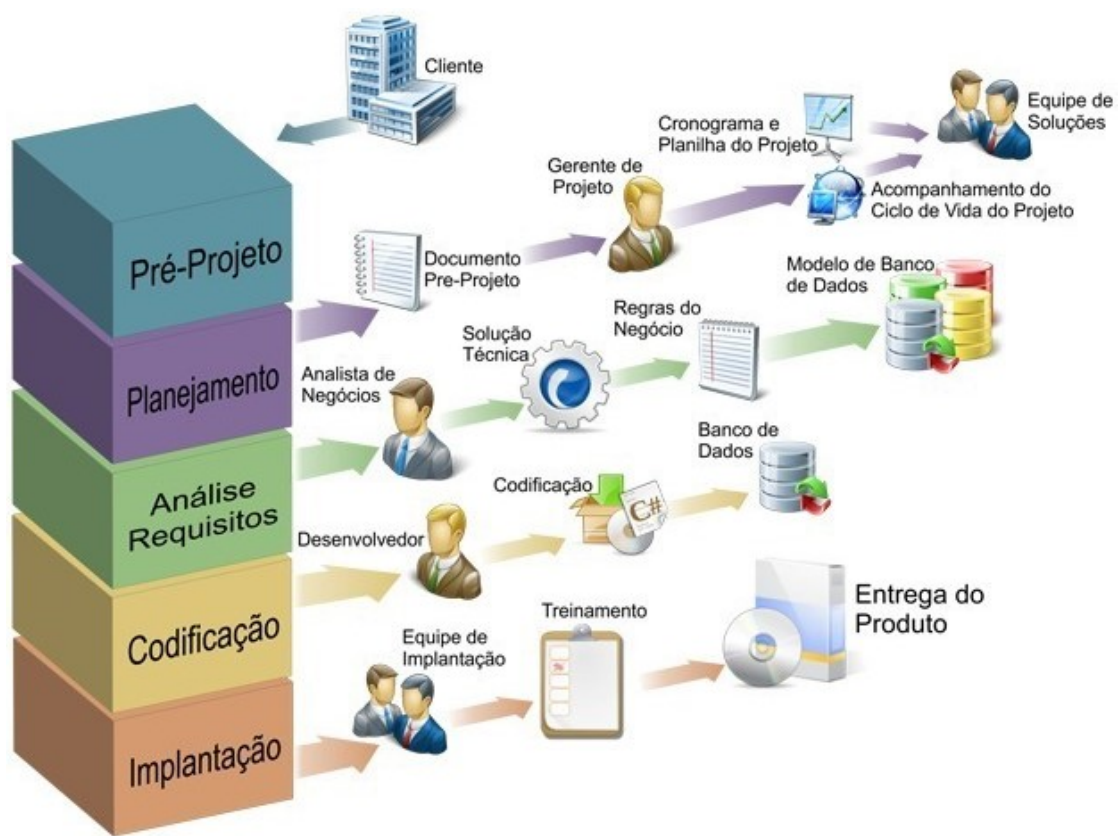 Cliente
Cronograma e
Planilha do Projeto
Equipe de
Soluções
Gerente de
Projeto
Acompanhamento do
Ciclo de Vida do Projeto
Pré-Projeto
Documento
Pre-Projeto
Modelo de Banco
de Dados
Regras do
Negócio
Solução
Técnica
Planejamento
Analista de
Negócios
Banco de
Dados
Análise
Requisitos
Codificação
C#
Desenvolvedor
Entrega do
Produto
Treinamento
Codificação
Equipe de
Implantação
Implantação